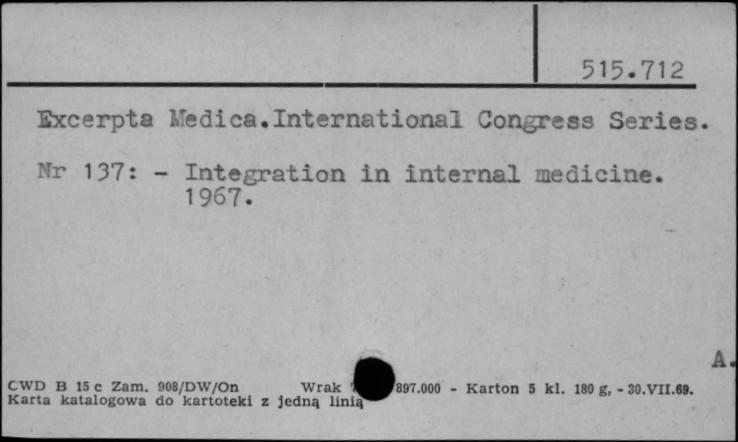 515.712
Excerpta Medica.International Congress Series.
Nr 137: - Integration in internal medicine.
1967.
A.
CWD B 15 c Zam. 908/DW/On Wrak 897.000 - Karton 5 kl. 180 g, - 30.VII.69.
Karta katalogowa do kartoteki z jedną linią